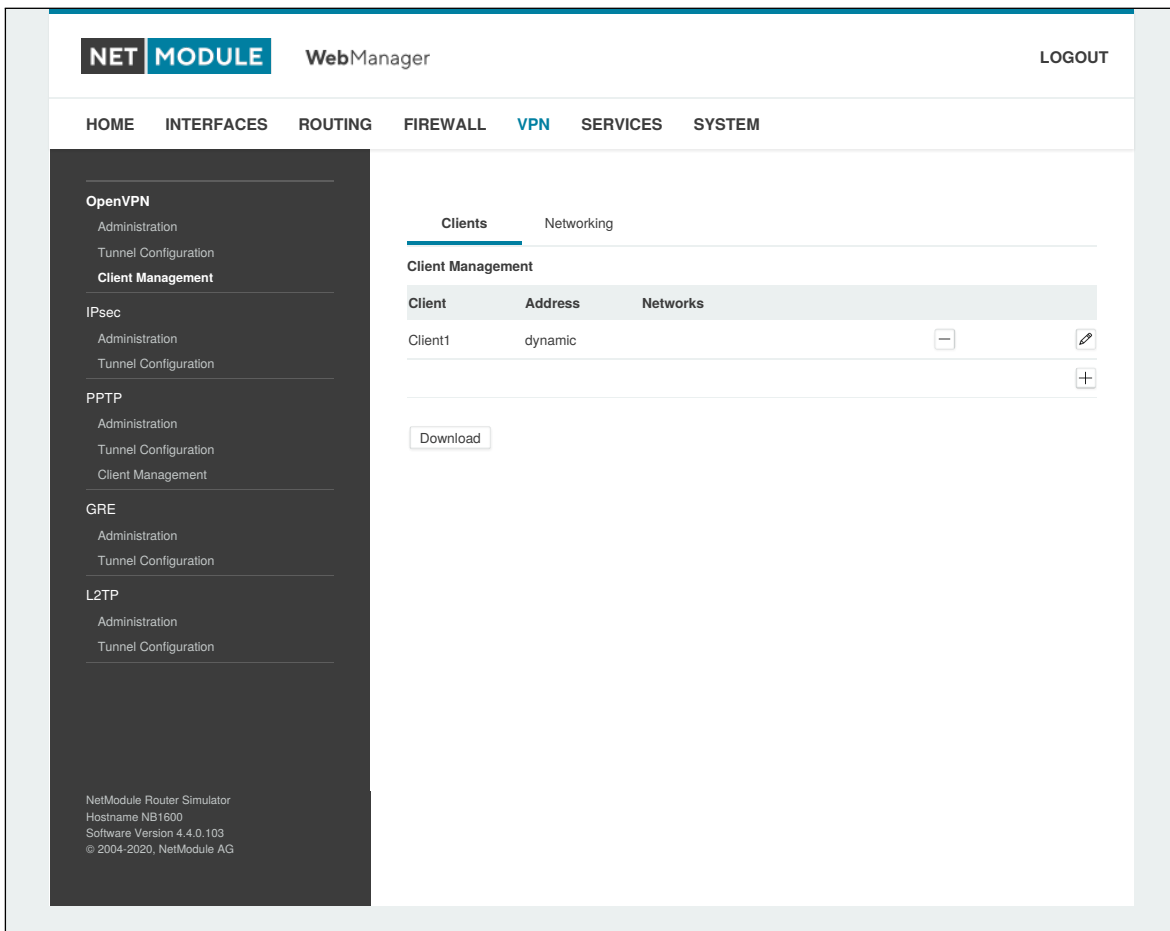 NET MODULE WebManager LOGOUT
HOME INTERFACES ROUTING FIREWALL VPN SERVICES SYSTEM
OpenVPN
Administration
Tunnel Configuration
Client Management
IPsec
Administration
Tunnel Configuration
PPTP
Administration
Tunnel Configuration
Client Management
GRE
Administration
Tunnel Configuration
L2TP
Administration
Tunnel Configuration
NetModule Router Simulator
Hostname NB1600
Software Version 4.4.0.103
© 2004-2020, NetModule AG
Clients Networking
Client Management
Client Address Networks
Client1 dynamic
Download